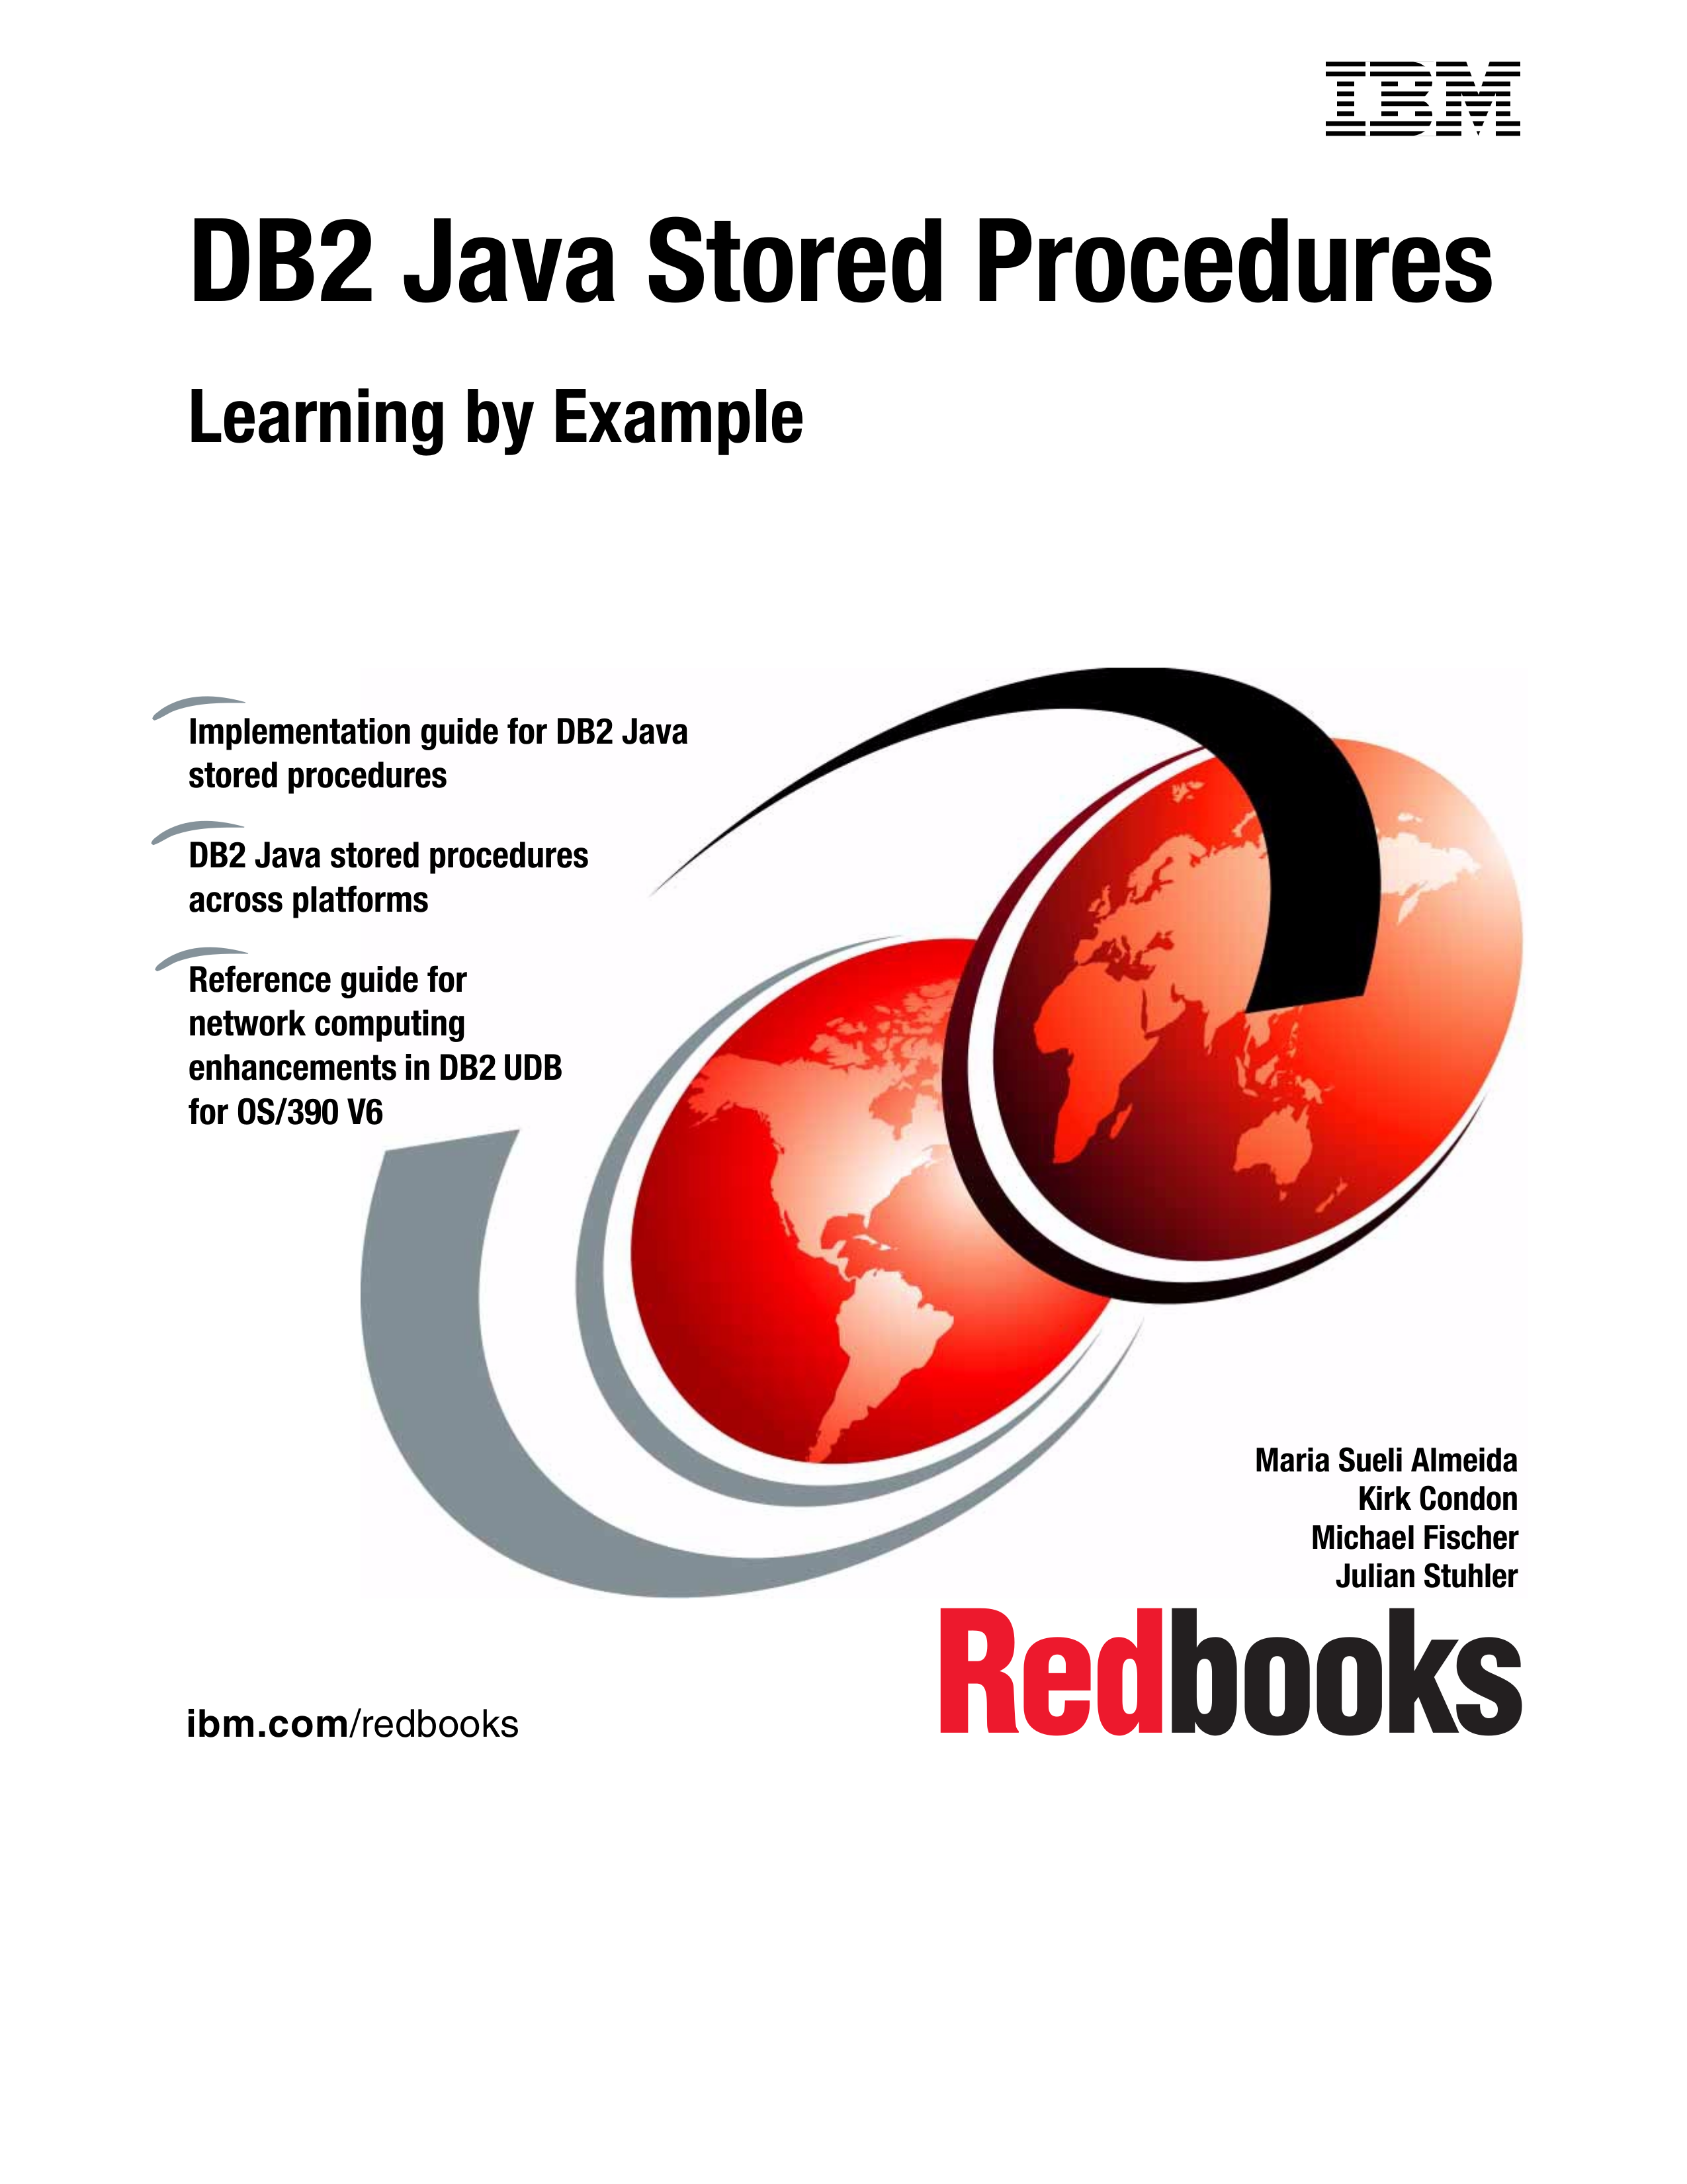 IBM
DB2 Java Stored Procedures
Learning by Example
Implementation guide for DB2 Java
stored procedures
DB2 Java stored procedures
across platforms
Reference guide for
network computing
enhancements in DB2 UDB
for OS/390 V6
Maria Sueli Almeida
Kirk Condon
Michael Fischer
Julian Stuhler
Redbooks
ibm.com/redbooks